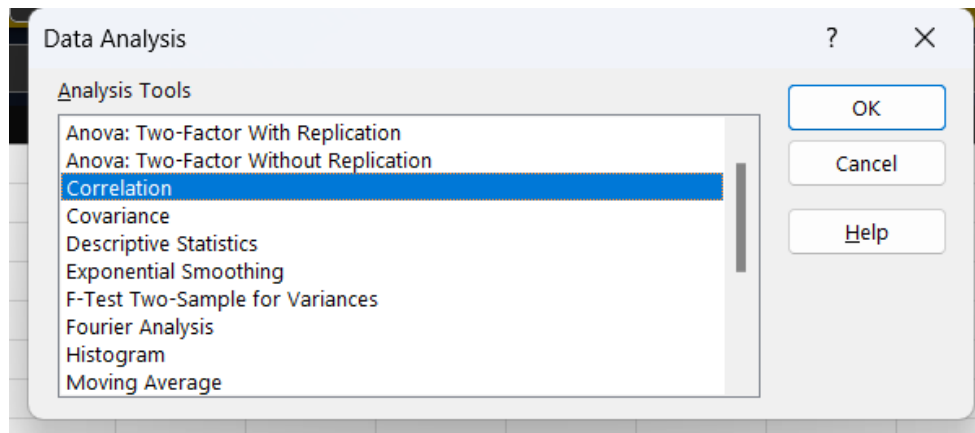 Data Analysis
?
Analysis Tools
Anova: Two-Factor With Replication
Anova: Two-Factor Without Replication
Correlation
Covariance
Descriptive Statistics
Exponential Smoothing
F-Test Two-Sample for Variances
Fourier Analysis
Histogram
Moving Average
OK
Cancel
Help